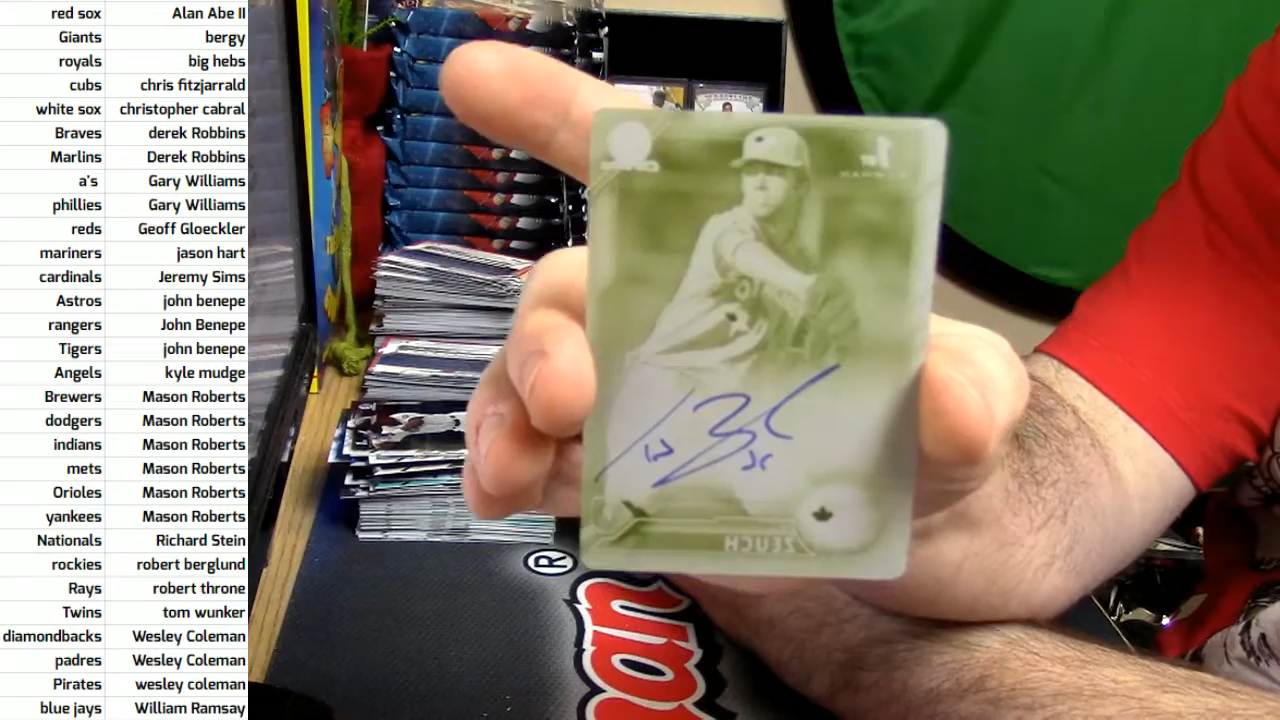 red sox Alan Abe II
Giants bergy
royals big hebs
cubs chris fitzjarrald
white sox christopher cabral
Braves derek Robbins
Marlins Derek Robbins
a's Gary Williams
phillies Gary Williams
reds Geoff Gloeckler
mariners jason hart
cardinals Jeremy Sims
Astros john benepe
rangers John Benepe
Tigers john benepe
Angels kyle mudge
Brewers Mason Roberts
dodgers Mason Roberts
indians Mason Roberts
mets Mason Roberts
Orioles Mason Roberts
yankees Mason Roberts
Nationals Richard Stein
rockies robert berglund
Rays robert throne
Twins tom wunker
diamondbacks Wesley Coleman
padres Wesley Coleman
Pirates wesley coleman
blue jays William Ramsay
ZEUCH
®